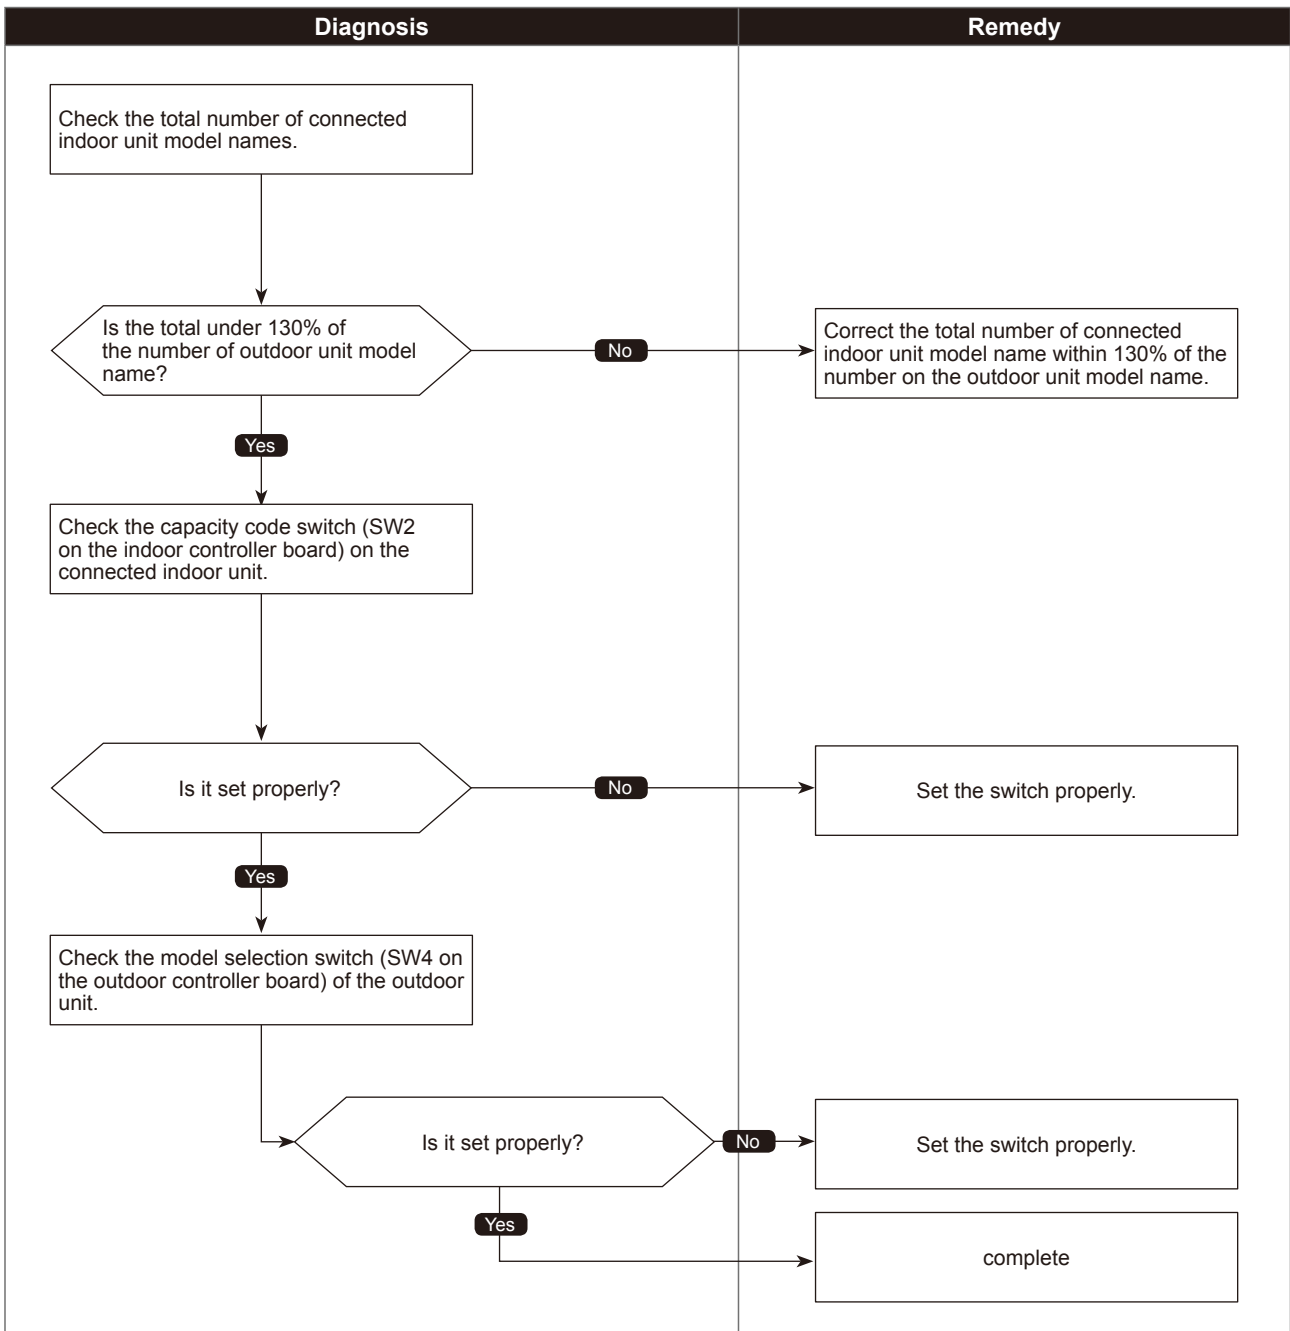 Diagnosis
Remedy
Check the total number of connected
indoor unit model names.
Is the total under 130% of
the number of outdoor unit model
name?
No
Correct the total number of connected
indoor unit model name within 130% of the
number on the outdoor unit model name.
Yes
Check the capacity code switch (SW2
on the indoor controller board) on the
connected indoor unit.
Is it set properly?
No
Set the switch properly.
Yes
Check the model selection switch (SW4 on
the outdoor controller board) of the outdoor
unit.
Is it set properly?
No
Set the switch properly.
Yes
complete